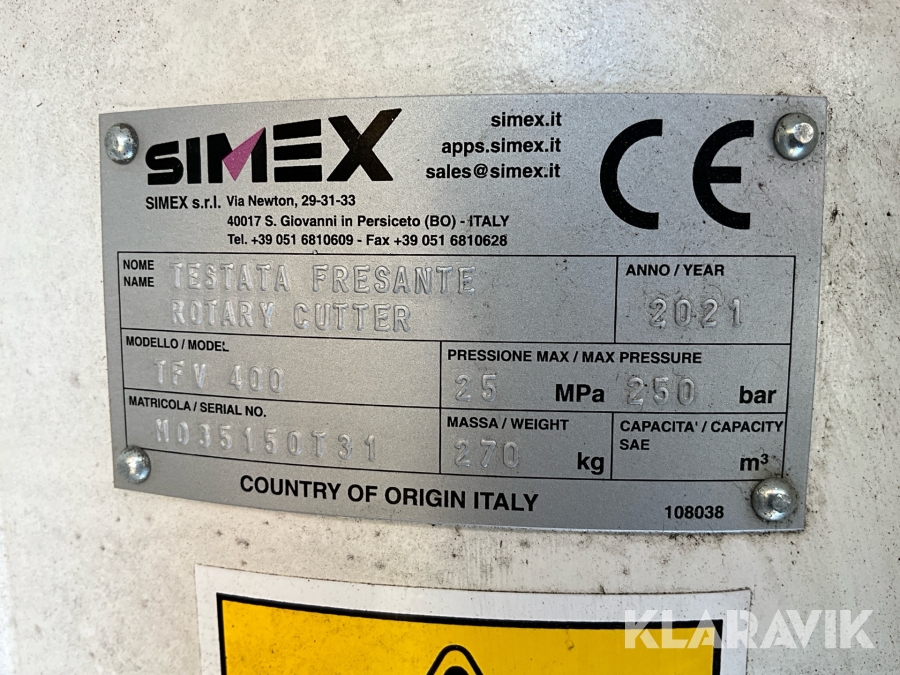 SIMEX
simex.it
apps.simex.it
sales@simex.it
CE
SIMEX s.r.l. Via Newton, 29-31-33
40017 S. Giovanni in Persiceto (BO) - ITALY
Tel. +39 051 6810609 - Fax +39 051 6810628
NOME
NAME
TESTATA FRESANTE
ROTARY CUTTER
ANNO / YEAR
2021
MODELLO / MODEL
TFV 400
PRESSIONE MAX / MAX PRESSURE
25 MPa 250 bar
MATRICOLA / SERIAL NO.
M035150T31
MASSA / WEIGHT
270 kg
CAPACITA' / CAPACITY
SAE
m³
COUNTRY OF ORIGIN ITALY
108038
KLARAVIK